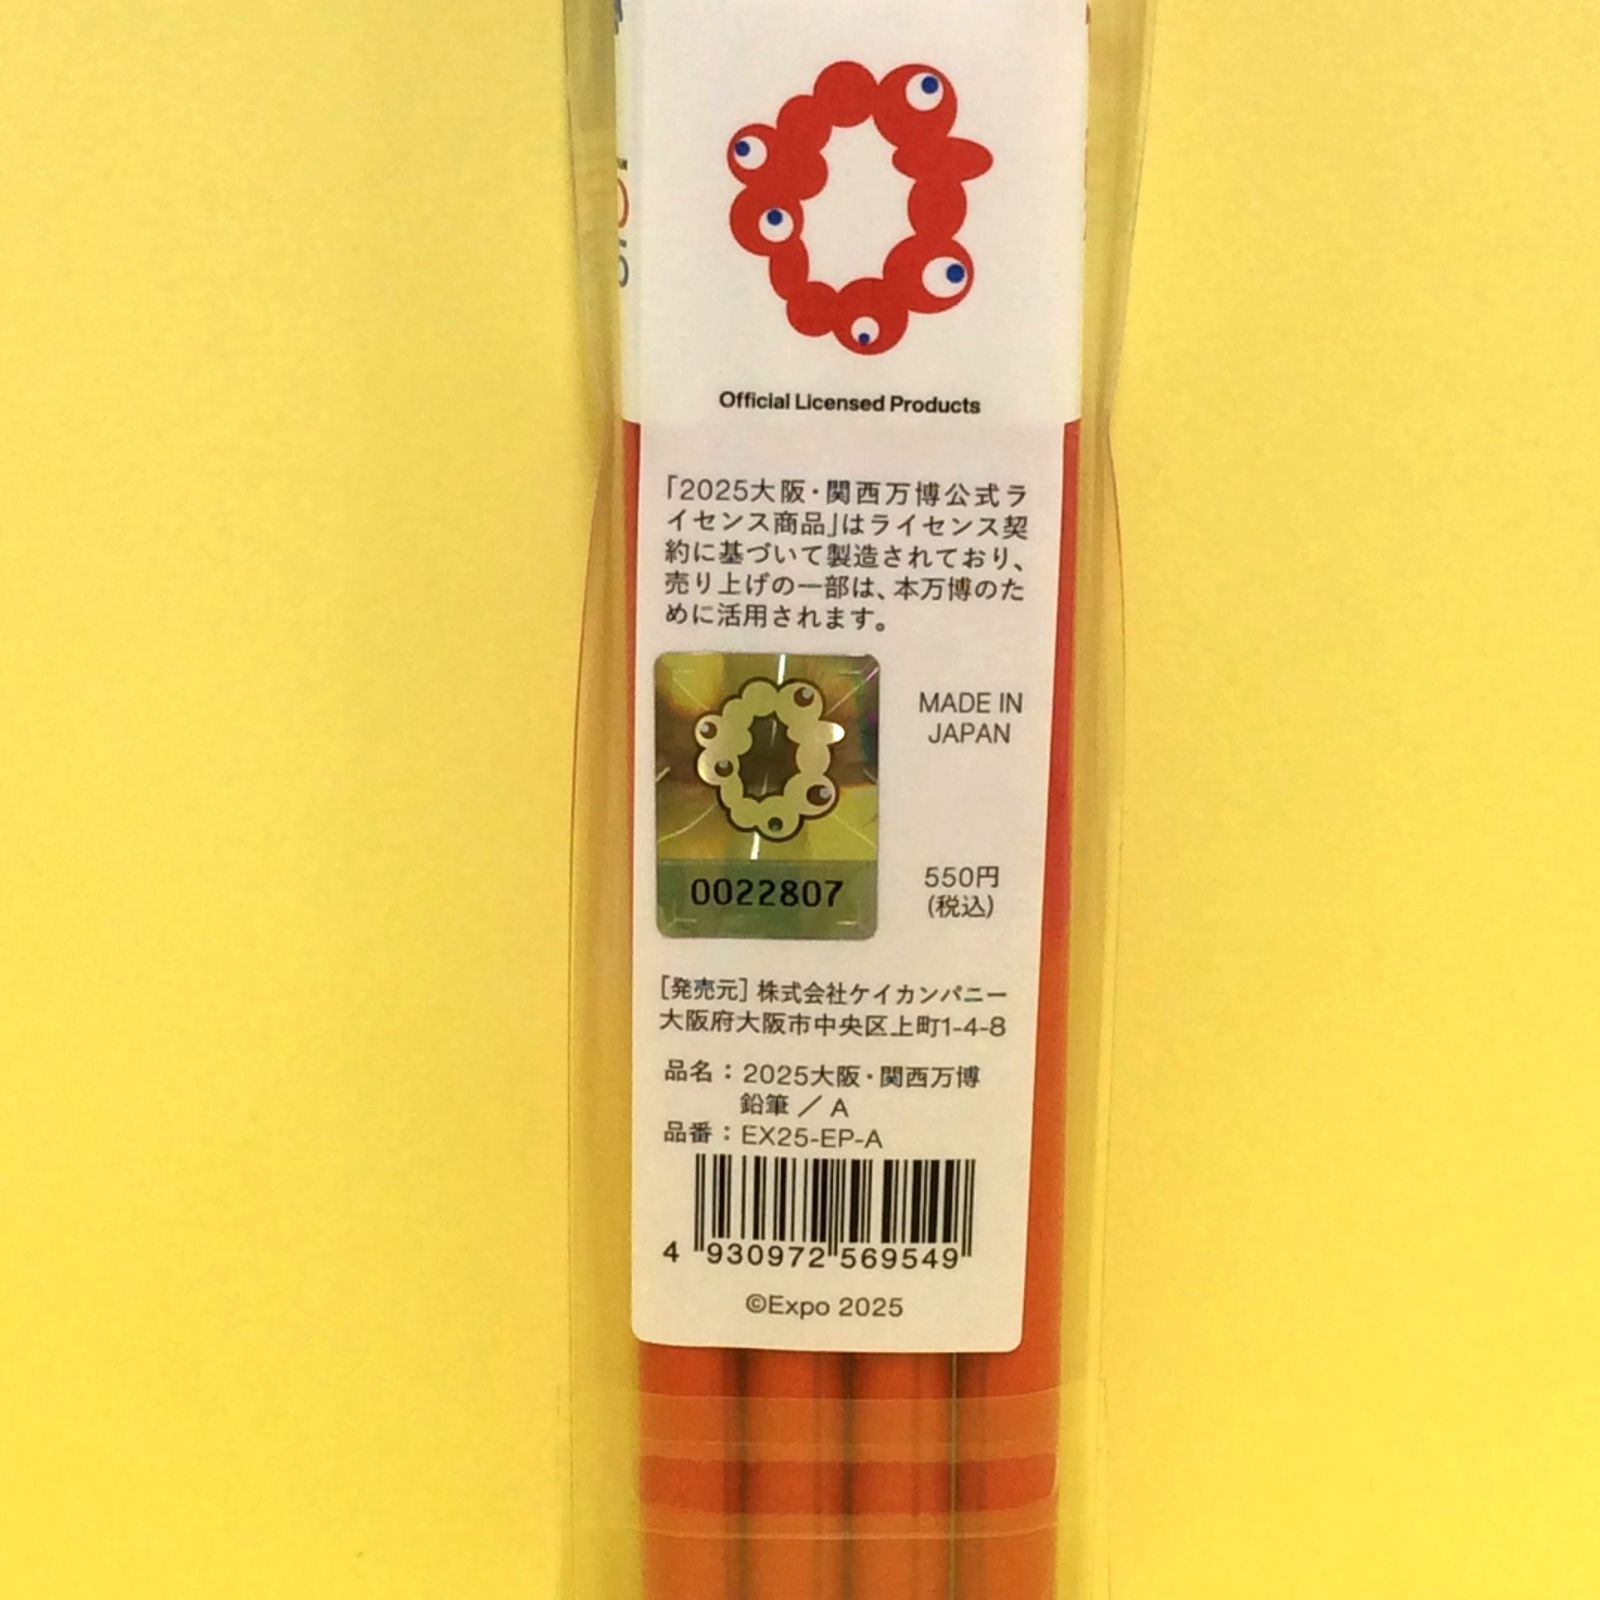 Official Licensed Products
「2025大阪・関西万博公式ラ
イセンス商品」はライセンス契
約に基づいて製造されており、
売り上げの一部は、本万博のた
めに活用されます。
MADE IN
JAPAN
0022807
550円
(税込)
［発売元］株式会社ケイカンパニー
大阪府大阪市中央区上町1-4-8
品名：2025大阪・関西万博
鉛筆／A
品番：EX25-EP-A
4 930972 569549
©Expo 2025